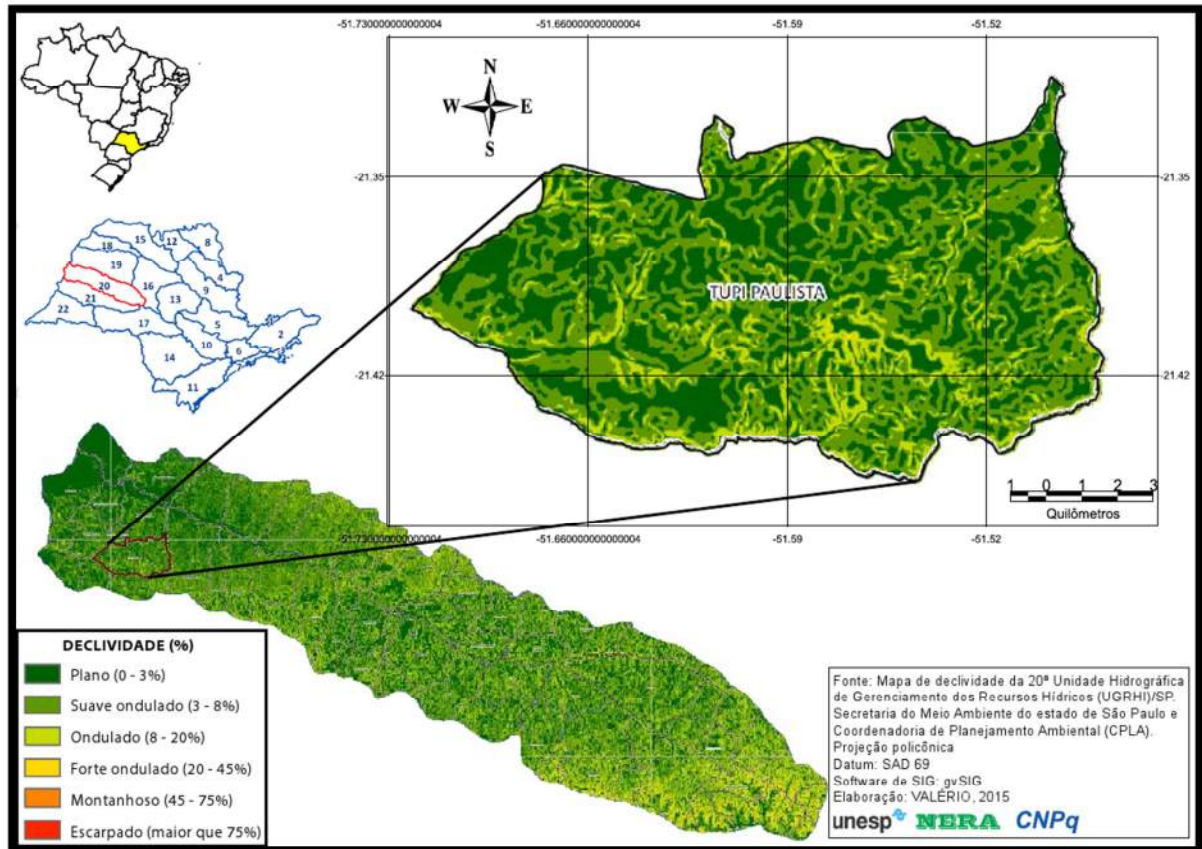 -51.730000000000004 -51.660000000000004 -51.59 -51.52
N
W E
S
-21.35 -21.35
TUPI PAULISTA
-21.42 -21.42
1 0 1 2 3
Quilômetros
-51.730000000000004 -51.660000000000004 -51.59 -51.52
15 12 8
18
19
20 16 4
9
13
21
22 5
17 2
10 6
14
7
11
DECLIVIDADE (%)
Plano (0 - 3%)
Suave ondulado (3 - 8%)
Ondulado (8 - 20%)
Forte ondulado (20 - 45%)
Montanhoso (45 - 75%)
Escarpado (maior que 75%)
Fonte: Mapa de declividade da 20ª Unidade Hidrográfica
de Gerenciamento dos Recursos Hídricos (UGRHI)/SP.
Secretaria do Meio Ambiente do estado de São Paulo e
Coordenadoria de Planejamento Ambiental (CPLA).
Projeção policônica
Datum: SAD 69
Software de SIG: gvSIG
Elaboração: VALÉRIO, 2015
unesp NERA CNPq